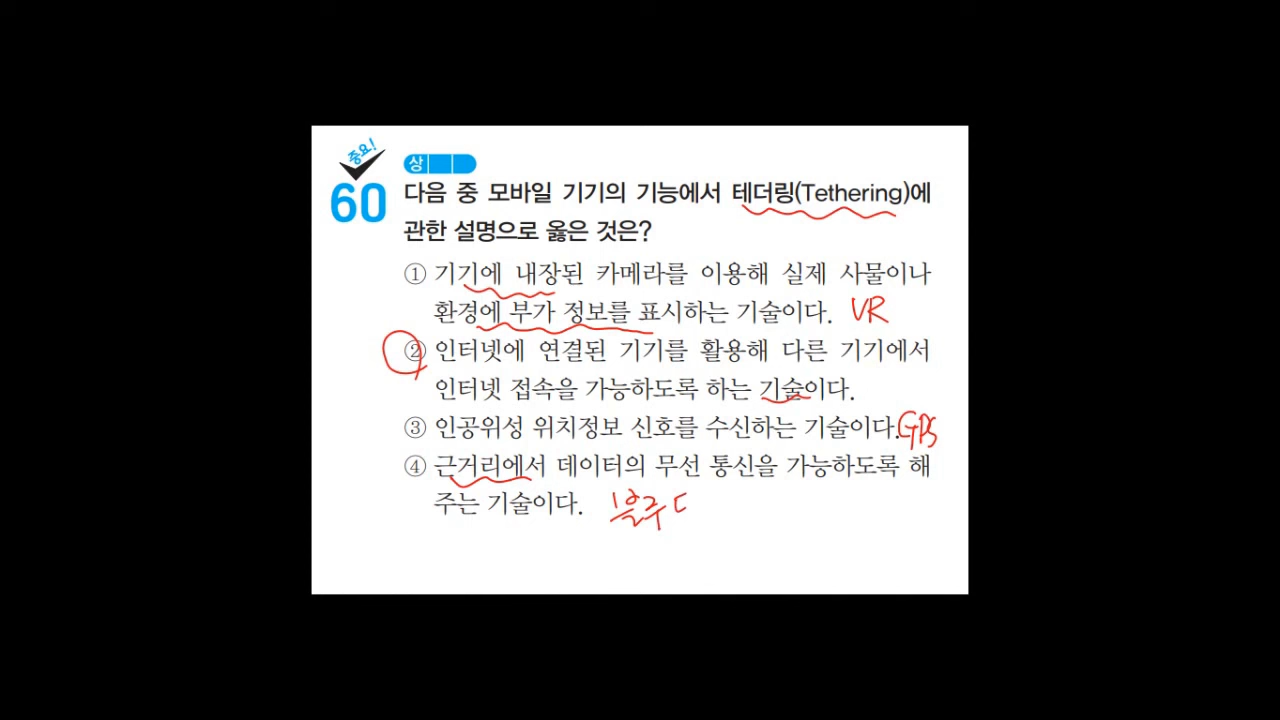 중요!
상
60
다음 중 모바일 기기의 기능에서 테더링(Tethering)에
관한 설명으로 옳은 것은?
① 기기에 내장된 카메라를 이용해 실제 사물이나
환경에 부가 정보를 표시하는 기술이다. VR
② 인터넷에 연결된 기기를 활용해 다른 기기에서
인터넷 접속을 가능하도록 하는 기술이다.
③ 인공위성 위치정보 신호를 수신하는 기술이다. GPS
④ 근거리에서 데이터의 무선 통신을 가능하도록 해
주는 기술이다.